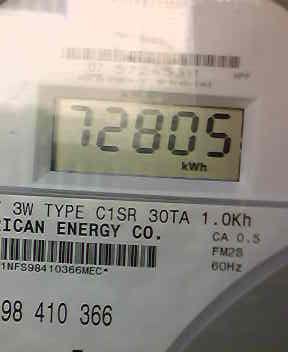 72805
kWh
3W TYPE C1SR 30TA 1.0Kh
RICAN ENERGY CO.
CA 0.5
FM2S
60Hz
1NFS98410366MEC*
98 410 366